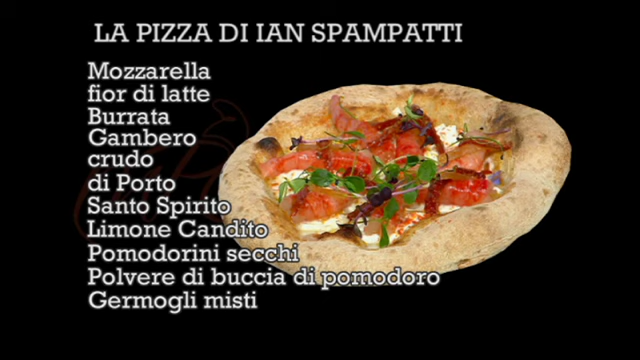 LA PIZZA DI IAN SPAMPATTI
Mozzarella
fior di latte
Burrata
Gambero
crudo
di Porto
Santo Spirito
Limone Candito
Pomodorini secchi
Polvere di buccia di pomodoro
Germogli misti